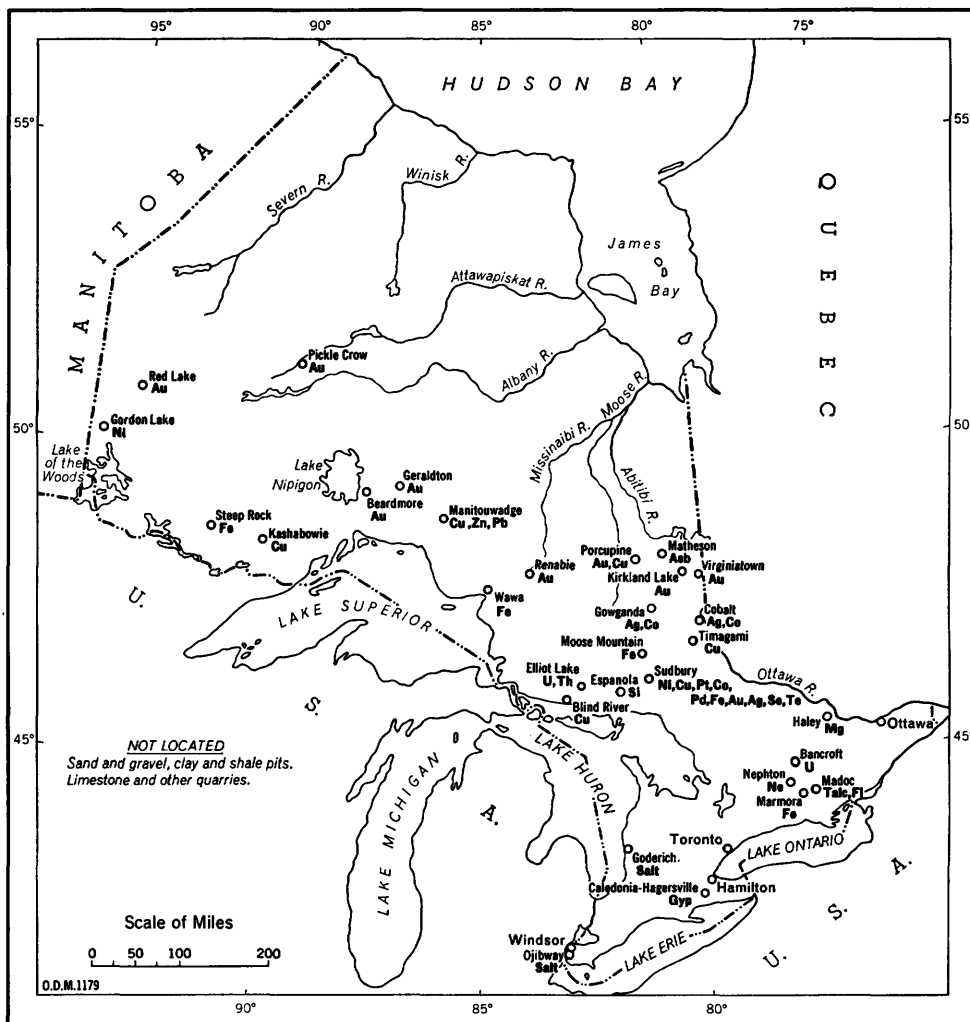 95°
90°
85°
80°
75°
HUDSON BAY
55°
55°
MANITOBA
QUEBEC
Severn R.
Winisk R.
James
Bay
Attawapiskat R.
Pickle Crow
Au
Albany R.
Moose R.
Red Lake
Au
Gordon Lake
Ni
50°
50°
Missinaibi R.
Abitibi R.
Lake
of the
Woods
Lake
Nipigon
Geraldton
Au
Beardmore
Au
Manitouwadge
Cu,Zn,Pb
Steep Rock
Fe
Kashabowie
Cu
Renabie
Au
Porcupine
Au,Cu
Matheson
Asb
Kirkland Lake
Au
Virginiatown
Au
Wawa
Fe
Gowganda
Ag,Co
Cobalt
Ag,Co
Timagami
Cu
U.
LAKE SUPERIOR
Moose Mountain
Fe
Elliot Lake
U,Th
Espanola
Si
Sudbury
Ni,Cu,Pt,Co,
Pd,Fe,Au,Ag,Se,Te
Ottawa R.
Blind River
Cu
Haley
Mg
Ottawa
S.
45°
45°
NOT LOCATED
Sand and gravel, clay and shale pits.
Limestone and other quarries.
Bancroft
U
Nephton
Ne
Madoc
Talc,Fl
Marmora
Fe
LAKE MICHIGAN
LAKE HURON
A.
Toronto
LAKE ONTARIO
Goderich
Salt
Hamilton
Caledonia-Hagersville
Gyp
Scale of Miles
0 50 100 200
Windsor
Ojibway
Salt
LAKE ERIE
U.
S.
A.
O.D.M.1179
90°
85°
80°